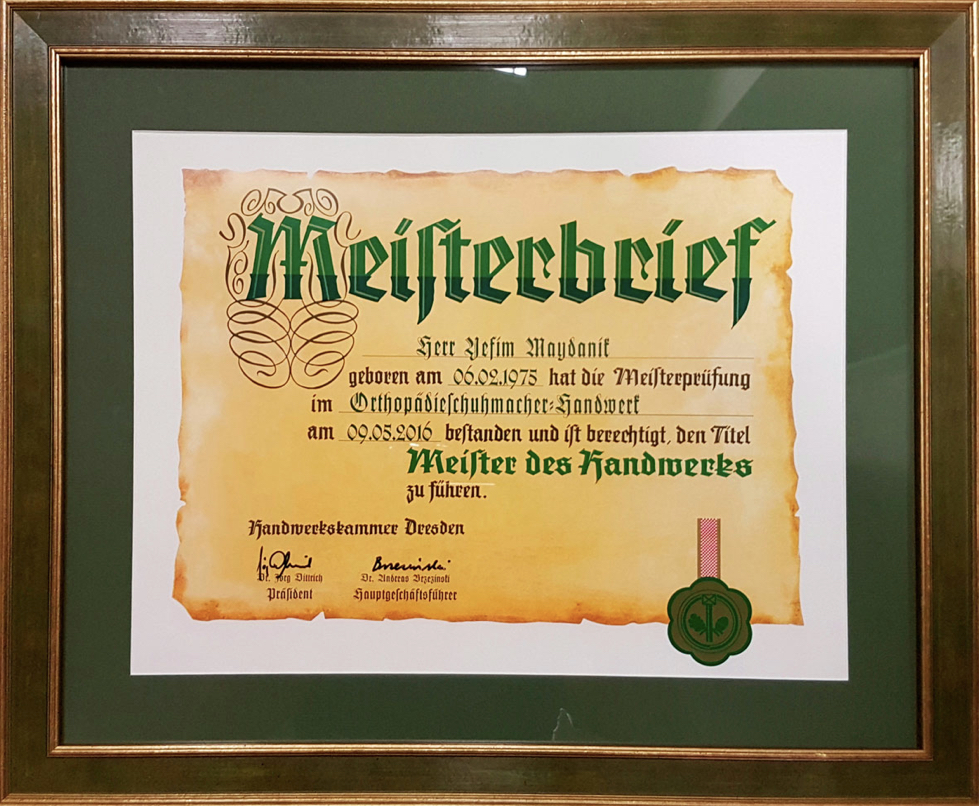 Meisterbrief
Herr Yefim Maydanik
geboren am 06.02.1975 hat die Meisterprüfung
im Orthopädieschuhmacher-Handwerk
am 09.05.2016 bestanden und ist berechtigt, den Titel
Meister des Handwerks
zu führen.
Handwerkskammer Dresden
Dr. Jörg Dittrich Dr. Andreas Brzezinski
Präsident Hauptgeschäftsführer